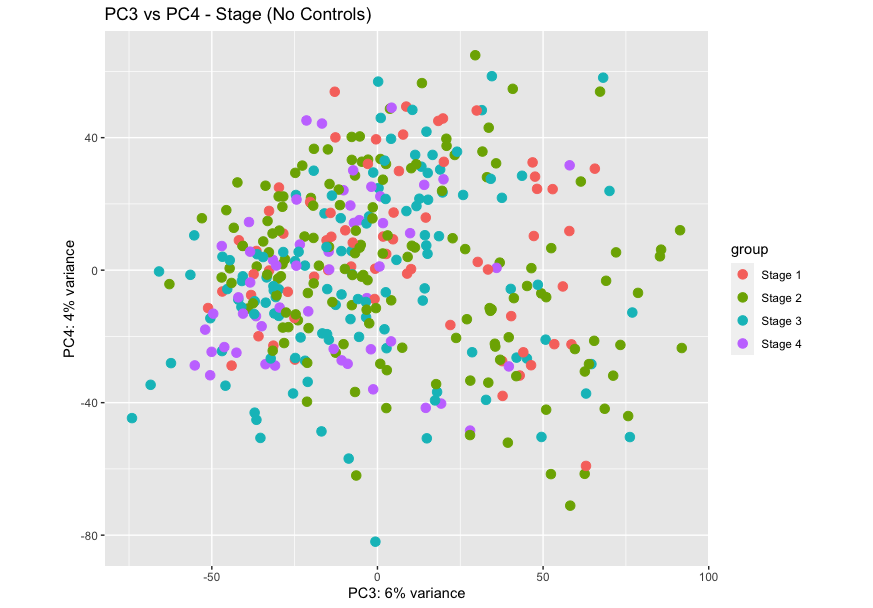 PC3 vs PC4 - Stage (No Controls)
PC4: 4% variance
40
0
-40
-80
-50
0
50
100
PC3: 6% variance
group
Stage 1
Stage 2
Stage 3
Stage 4